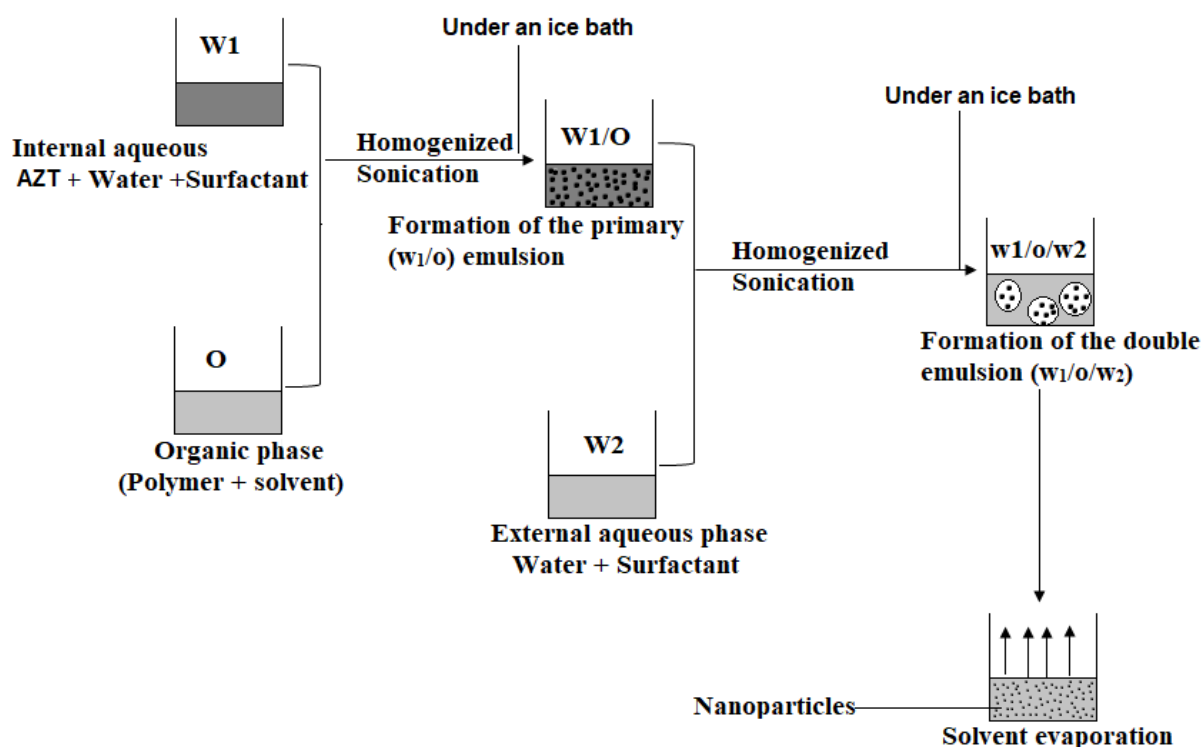 W1
Under an ice bath
Internal aqueous
AZT + Water +Surfactant
Homogenized
Sonication
W1/O
Formation of the primary
(w₁/o) emulsion
Under an ice bath
O
Organic phase
(Polymer + solvent)
W2
External aqueous phase
Water + Surfactant
Homogenized
Sonication
w1/o/w2
Formation of the double
emulsion (w₁/o/w₂)
Nanoparticles
Solvent evaporation